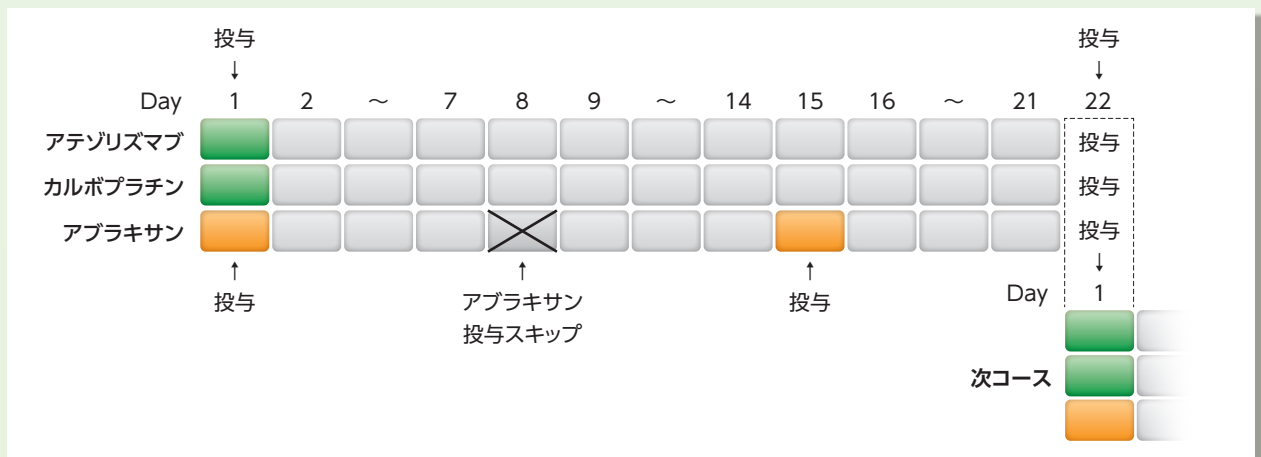 投与 投与
↓ ↓
Day 1 2 ～ 7 8 9 ～ 14 15 16 ～ 21 22
アテゾリズマブ 投与
カルボプラチン 投与
アブラキサン 投与
↑ ↑ ↑ ↓
投与 アブラキサン 投与 Day 1
投与スキップ
次コース